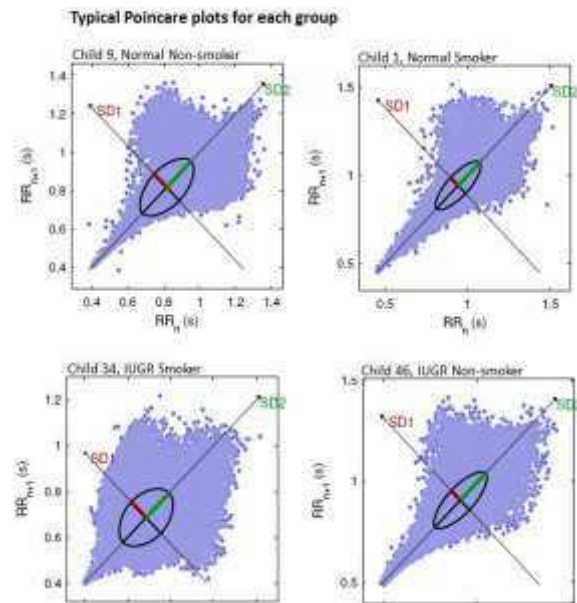 Typical Poincare plots for each group
Child 9, Normal Non-smoker
1.4
1.2
1
0.8
0.6
0.4
SD1
SD2
RRn+1 (s)
0.4 0.6 0.8 1 1.2 1.4
RRn (s)
Child 1, Normal Smoker
1.5
1
0.5
SD1
SD2
RRn+1 (s)
0.5 1 1.5
RRn (s)
Child 34, IUGR Smoker
1.2
1
0.8
0.6
0.4
SD1
SD2
RRn+1 (s)
Child 46, IUGR Non-smoker
1.5
1
0.5
SD1
SD2
RRn+1 (s)